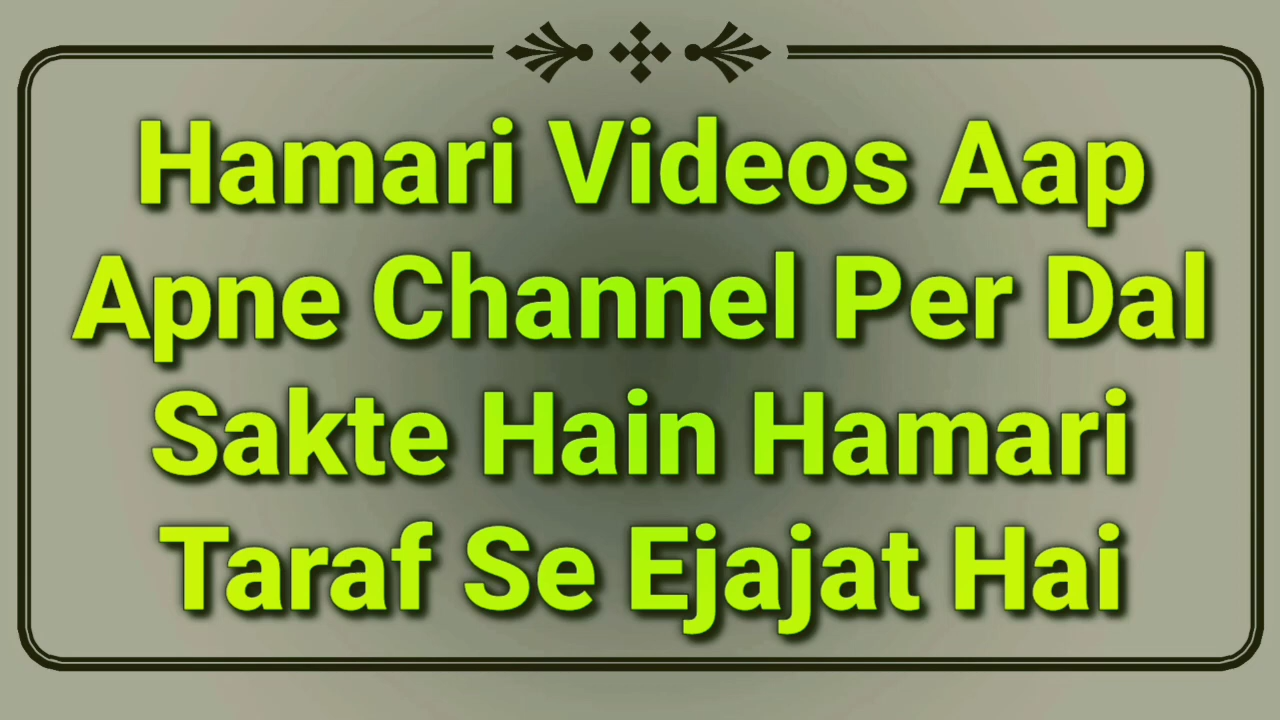 Hamari Videos Aap
Apne Channel Per Dal
Sakte Hain Hamari
Taraf Se Ejajat Hai